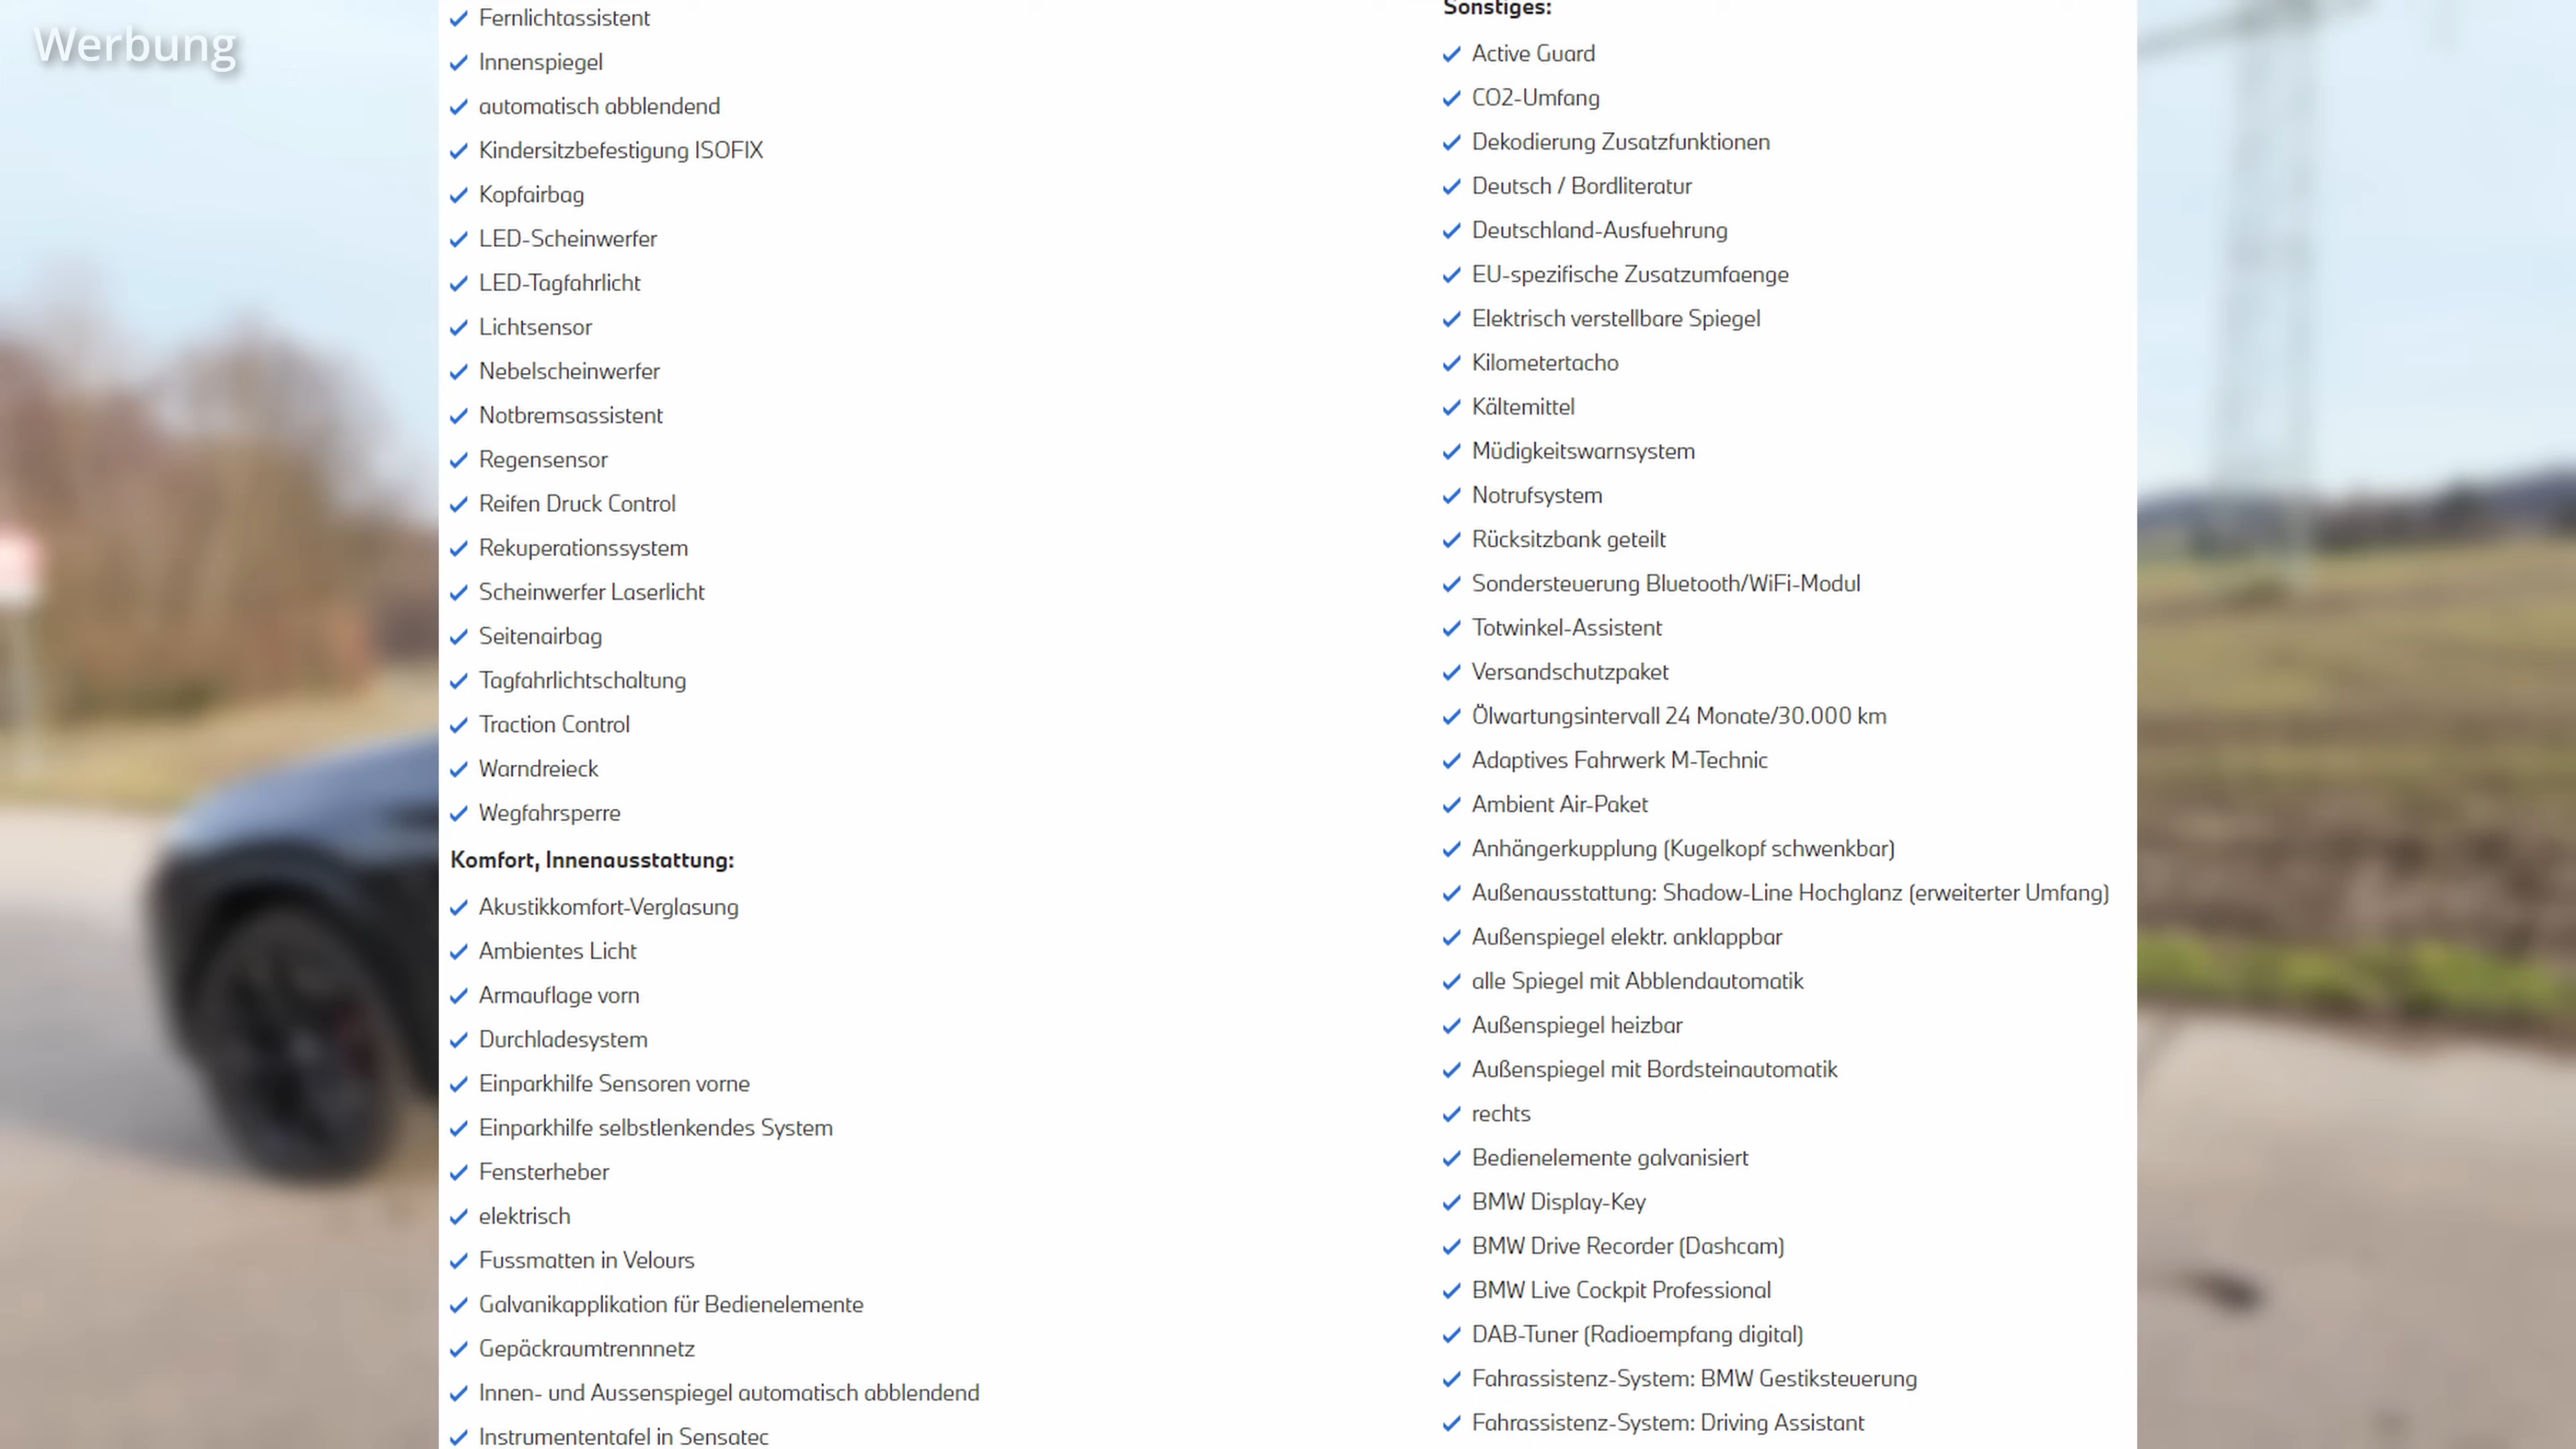 Werbung
Fernlichtassistent
Innenspiegel
automatisch abblendend
Kindersitzbefestigung ISOFIX
Kopfairbag
LED-Scheinwerfer
LED-Tagfahrlicht
Lichtsensor
Nebelscheinwerfer
Notbremsassistent
Regensensor
Reifen Druck Control
Rekuperationssystem
Scheinwerfer Laserlicht
Seitenairbag
Tagfahrlichtschaltung
Traction Control
Warndreieck
Wegfahrsperre
Komfort, Innenausstattung:
Akustikkomfort-Verglasung
Ambientes Licht
Armauflage vorn
Durchladesystem
Einparkhilfe Sensoren vorne
Einparkhilfe selbstlenkendes System
Fensterheber
elektrisch
Fussmatten in Velours
Galvanikapplikation für Bedienelemente
Gepäckraumtrennnetz
Innen- und Aussenspiegel automatisch abblendend
Instrumententafel in Sensatec
Sonstiges:
Active Guard
CO2-Umfang
Dekodierung Zusatzfunktionen
Deutsch / Bordliteratur
Deutschland-Ausfuehrung
EU-spezifische Zusatzumfaenge
Elektrisch verstellbare Spiegel
Kilometertacho
Kältemittel
Müdigkeitswarnsystem
Notrufsystem
Rücksitzbank geteilt
Sondersteuerung Bluetooth/WiFi-Modul
Totwinkel-Assistent
Versandschutzpaket
Ölwartungsintervall 24 Monate/30.000 km
Adaptives Fahrwerk M-Technic
Ambient Air-Paket
Anhängerkupplung (Kugelkopf schwenkbar)
Außenausstattung: Shadow-Line Hochglanz (erweiterter Umfang)
Außenspiegel elektr. anklappbar
alle Spiegel mit Abblendautomatik
Außenspiegel heizbar
Außenspiegel mit Bordsteinautomatik
rechts
Bedienelemente galvanisiert
BMW Display-Key
BMW Drive Recorder (Dashcam)
BMW Live Cockpit Professional
DAB-Tuner (Radioempfang digital)
Fahrassistenz-System: BMW Gestiksteuerung
Fahrassistenz-System: Driving Assistant